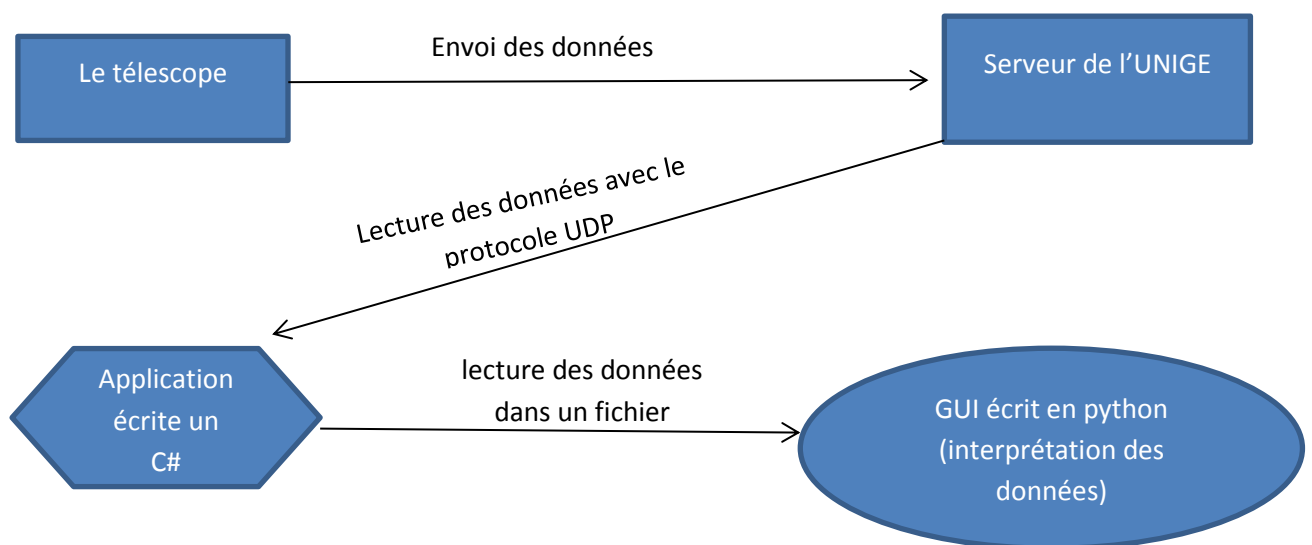 Le télescope
Envoi des données
Serveur de l'UNIGE
Lecture des données avec le
protocole UDP
Application
écrite un
C#
lecture des données
dans un fichier
GUI écrit en python
(interprétation des
données)